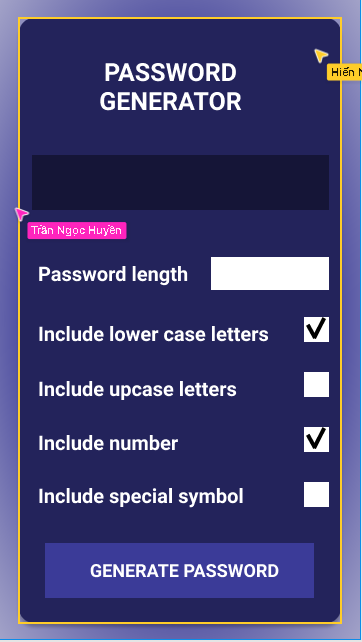 PASSWORD
GENERATOR
Hiến N
Trần Ngọc Huyền
Password length
Include lower case letters
Include upcase letters
Include number
Include special symbol
GENERATE PASSWORD